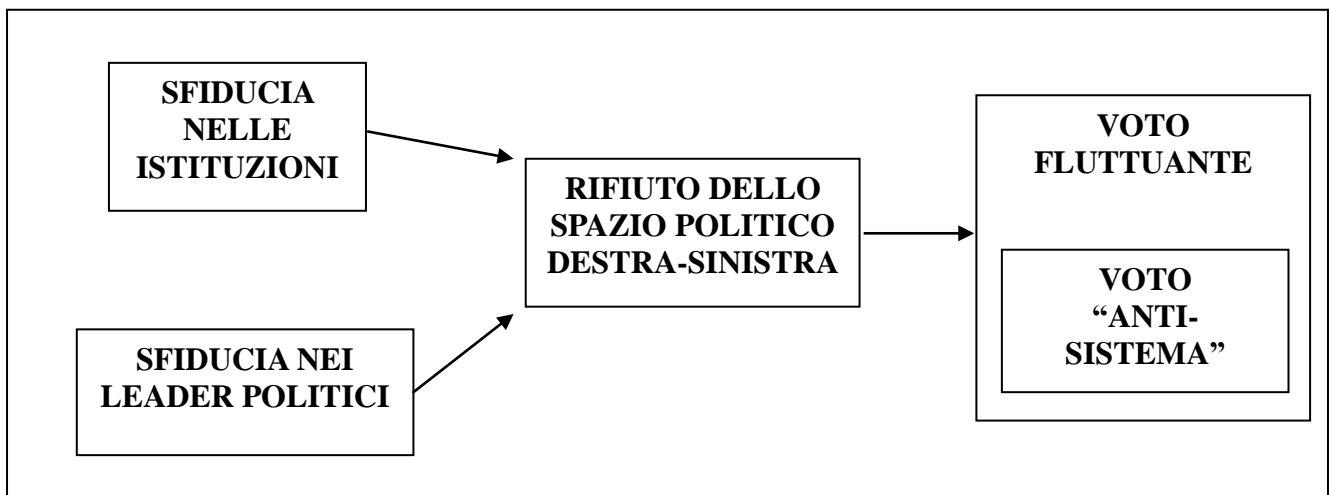 SFIDUCIA
NELLE
ISTITUZIONI
SFIDUCIA NEI
LEADER POLITICI
RIFIUTO DELLO
SPAZIO POLITICO
DESTRA-SINISTRA
VOTO
FLUTTUANTE
VOTO
“ANTI-
SISTEMA”